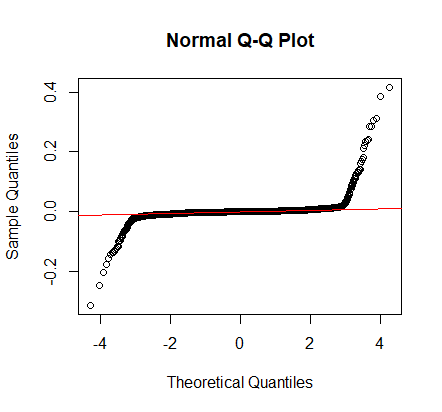 Normal Q-Q Plot
Sample Quantiles
0.4
0.2
0.0
-0.2
-4 -2 0 2 4
Theoretical Quantiles